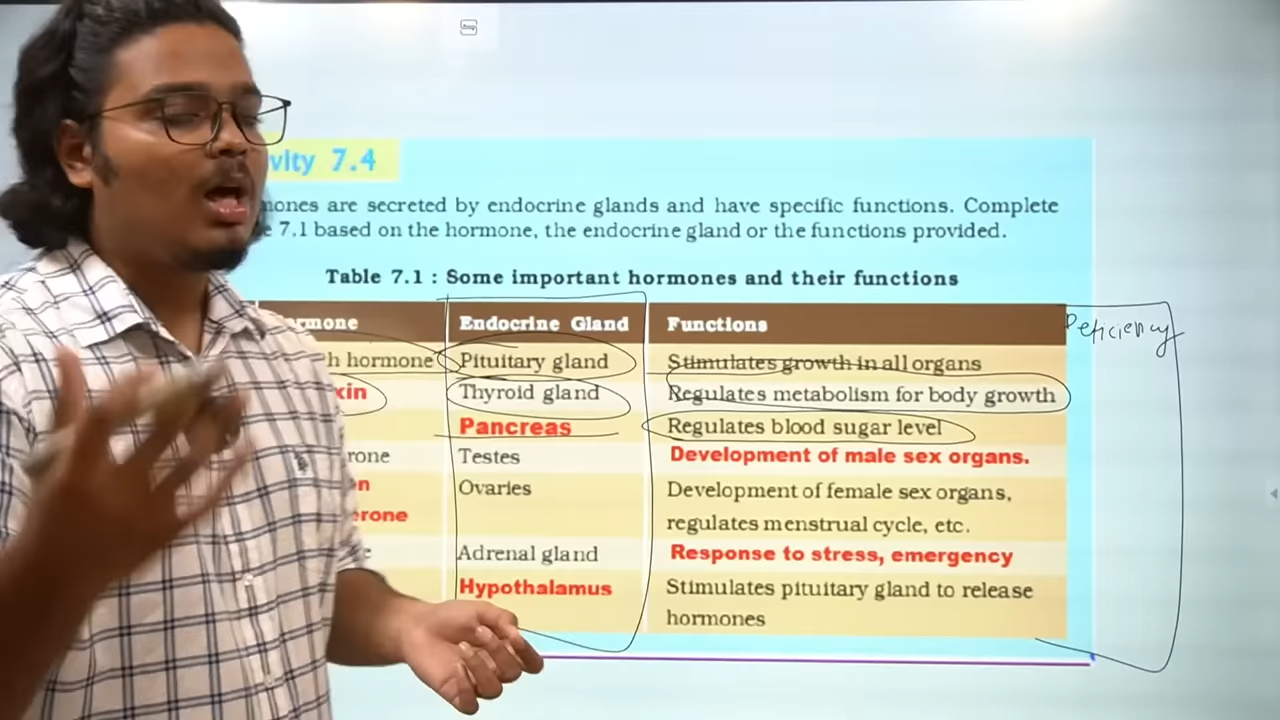 vity 7.4
mones are secreted by endocrine glands and have specific functions. Complete
e 7.1 based on the hormone, the endocrine gland or the functions provided.
Table 7.1 : Some important hormones and their functions
rmone Endocrine Gland Functions Deficiency
h hormone Pituitary gland Stimulates growth in all organs
xin Thyroid gland Regulates metabolism for body growth
Pancreas Regulates blood sugar level
rone Testes Development of male sex organs.
n Ovaries Development of female sex organs,
erone regulates menstrual cycle, etc.
e Adrenal gland Response to stress, emergency
Hypothalamus Stimulates pituitary gland to release
hormones